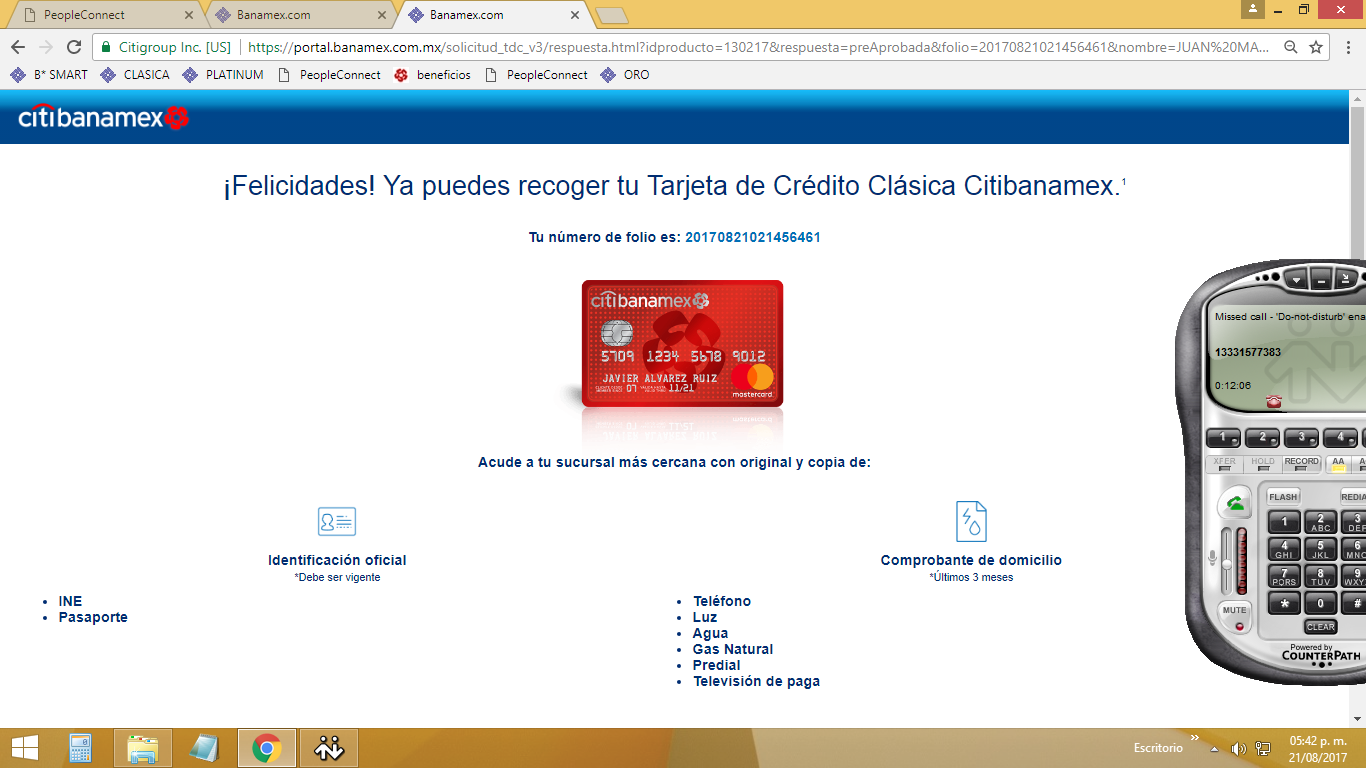 PeopleConnect
Banamex.com
Banamex.com
Citigroup Inc. [US]
https://portal.banamex.com.mx/solicitud_tdc_v3/respuesta.html?idproducto=130217&respuesta=preAprobada&folio=20170821021456461&nombre=JUAN%20MA...
B* SMART
CLASICA
PLATINUM
PeopleConnect
beneficios
PeopleConnect
ORO
citibanamex
¡Felicidades! Ya puedes recoger tu Tarjeta de Crédito Clásica Citibanamex.1
Tu número de folio es: 20170821021456461
citibanamex
5709 1234 5678 9012
07 11/21
JAVIER ALVAREZ RUIZ
mastercard
Acude a tu sucursal más cercana con original y copia de:
Identificación oficial
*Debe ser vigente
INE
Pasaporte
Comprobante de domicilio
*Últimos 3 meses
Teléfono
Luz
Agua
Gas Natural
Predial
Televisión de paga
Missed call - 'Do-not-disturb' ena
13331577383
0:12:06
1 2 3 4
XFER HOLD RECORD AA A
FLASH REDIA
1 2 ABC 3 DEF
4 GHI 5 JKL 6 MNO
7 PQRS 8 TUV 9 WXY
* 0 #
MUTE
CLEAR
Powered by
COUNTERPATH
Escritorio
05:42 p. m.
21/08/2017